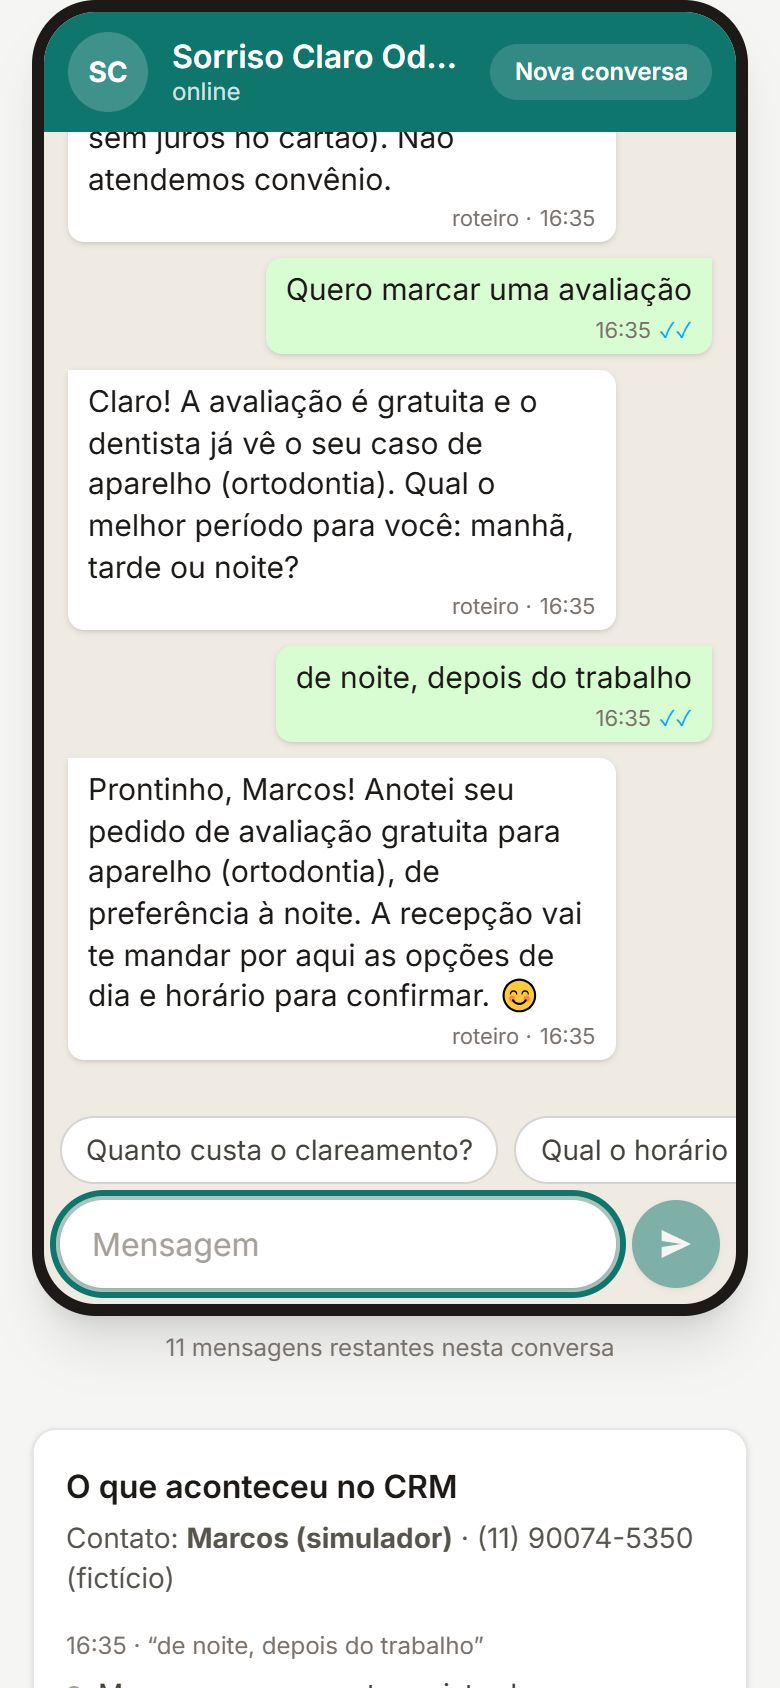 SC
Sorriso Claro Od...
online
Nova conversa
sem juros no cartão). Não
atendemos convênio.
roteiro · 16:35
Quero marcar uma avaliação
16:35 ✓✓
Claro! A avaliação é gratuita e o
dentista já vê o seu caso de
aparelho (ortodontia). Qual o
melhor período para você: manhã,
tarde ou noite?
roteiro · 16:35
de noite, depois do trabalho
16:35 ✓✓
Prontinho, Marcos! Anotei seu
pedido de avaliação gratuita para
aparelho (ortodontia), de
preferência à noite. A recepção vai
te mandar por aqui as opções de
dia e horário para confirmar. 😊
roteiro · 16:35
Quanto custa o clareamento?
Qual o horário
Mensagem
11 mensagens restantes nesta conversa
O que aconteceu no CRM
Contato: Marcos (simulador) · (11) 90074-5350
(fictício)
16:35 · “de noite, depois do trabalho”